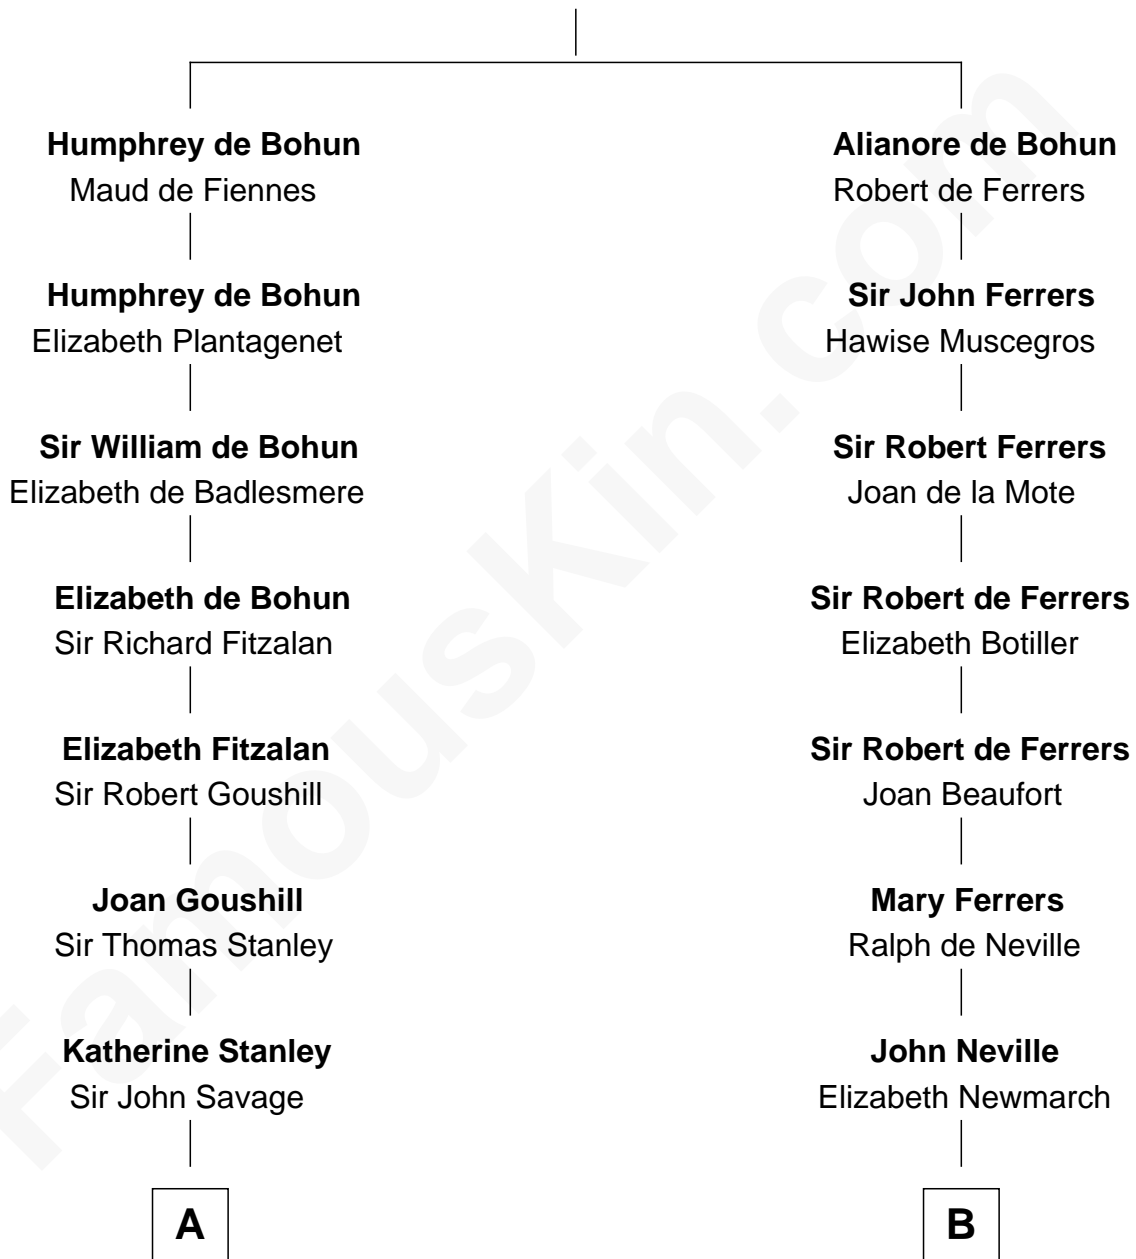 Humphrey de Bohun
Maud de Fiennes
Humphrey de Bohun
Elizabeth Plantagenet
Sir William de Bohun
Elizabeth de Badlesmere
Elizabeth de Bohun
Sir Richard Fitzalan
Elizabeth Fitzalan
Sir Robert Goushill
Joan Goushill
Sir Thomas Stanley
Katherine Stanley
Sir John Savage
A
Alianore de Bohun
Robert de Ferrers
Sir John Ferrers
Hawise Muscegros
Sir Robert Ferrers
Joan de la Mote
Sir Robert de Ferrers
Elizabeth Botiller
Sir Robert de Ferrers
Joan Beaufort
Mary Ferrers
Ralph de Neville
John Neville
Elizabeth Newmarch
B
FamousKin.com